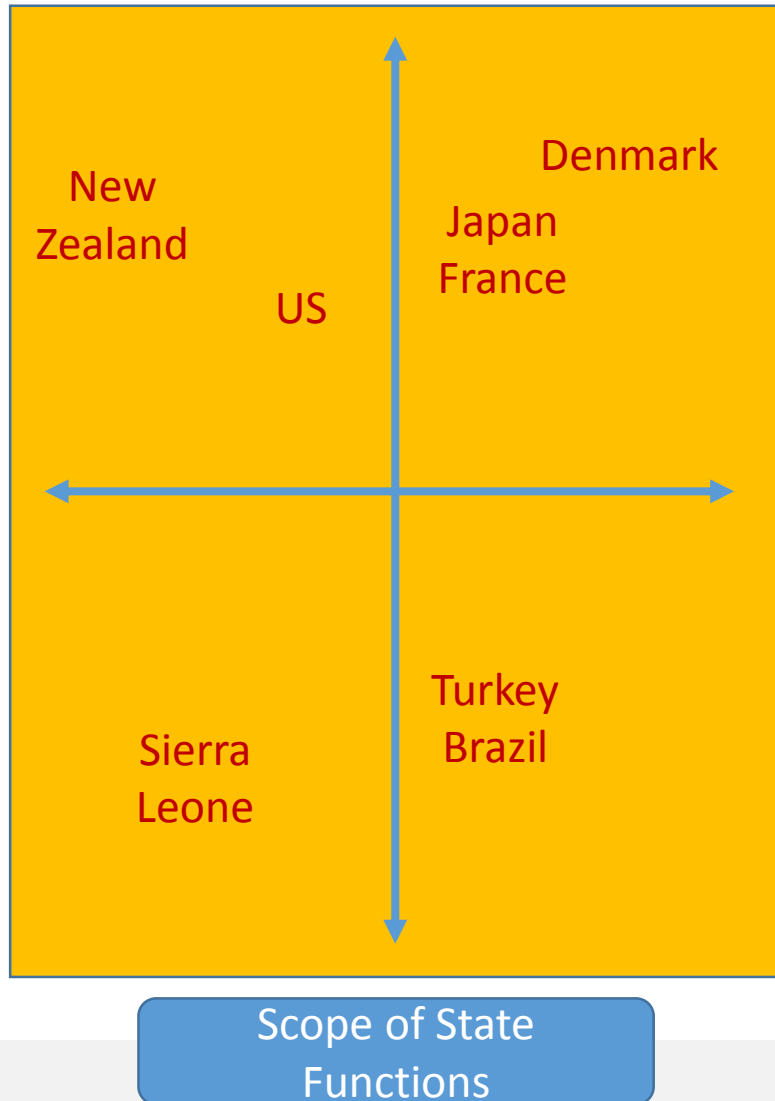 Denmark
New
Zealand
Japan
France
US
Turkey
Brazil
Sierra
Leone
Scope of State
Functions